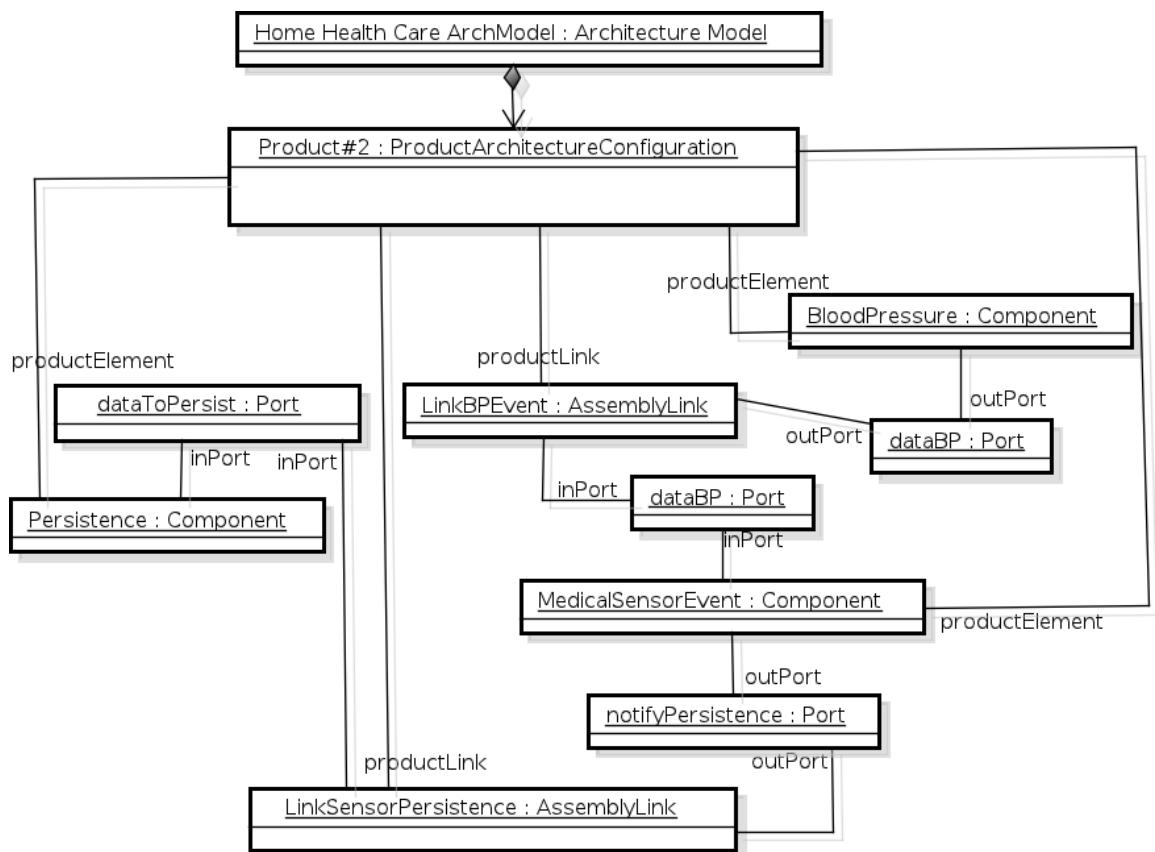 Home Health Care ArchModel : Architecture Model
Product#2 : ProductArchitectureConfiguration
productElement
BloodPressure : Component
productElement
productLink
dataToPersist : Port
LinkBPEvent : AssemblyLink
outPort
outPort
dataBP : Port
inPort
inPort
inPort
dataBP : Port
Persistence : Component
inPort
MedicalSensorEvent : Component
productElement
outPort
notifyPersistence : Port
productLink
outPort
LinkSensorPersistence : AssemblyLink